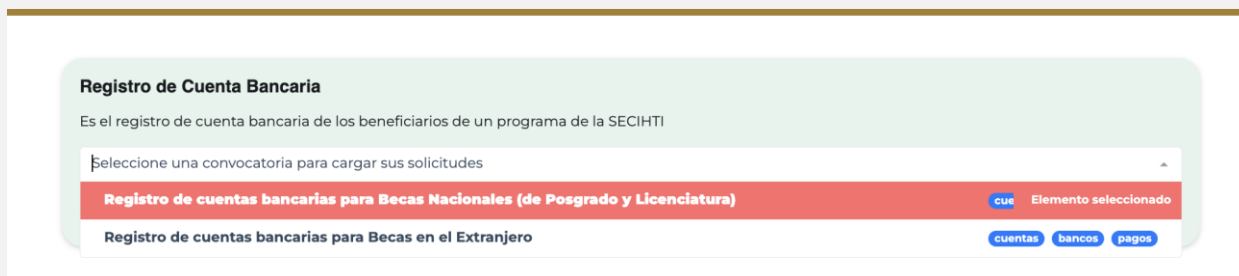 Registro de Cuenta Bancaria
Es el registro de cuenta bancaria de los beneficiarios de un programa de la SECIHTI
Seleccione una convocatoria para cargar sus solicitudes
Registro de cuentas bancarias para Becas Nacionales (de Posgrado y Licenciatura) cue Elemento seleccionado
Registro de cuentas bancarias para Becas en el Extranjero cuentas bancos pagos